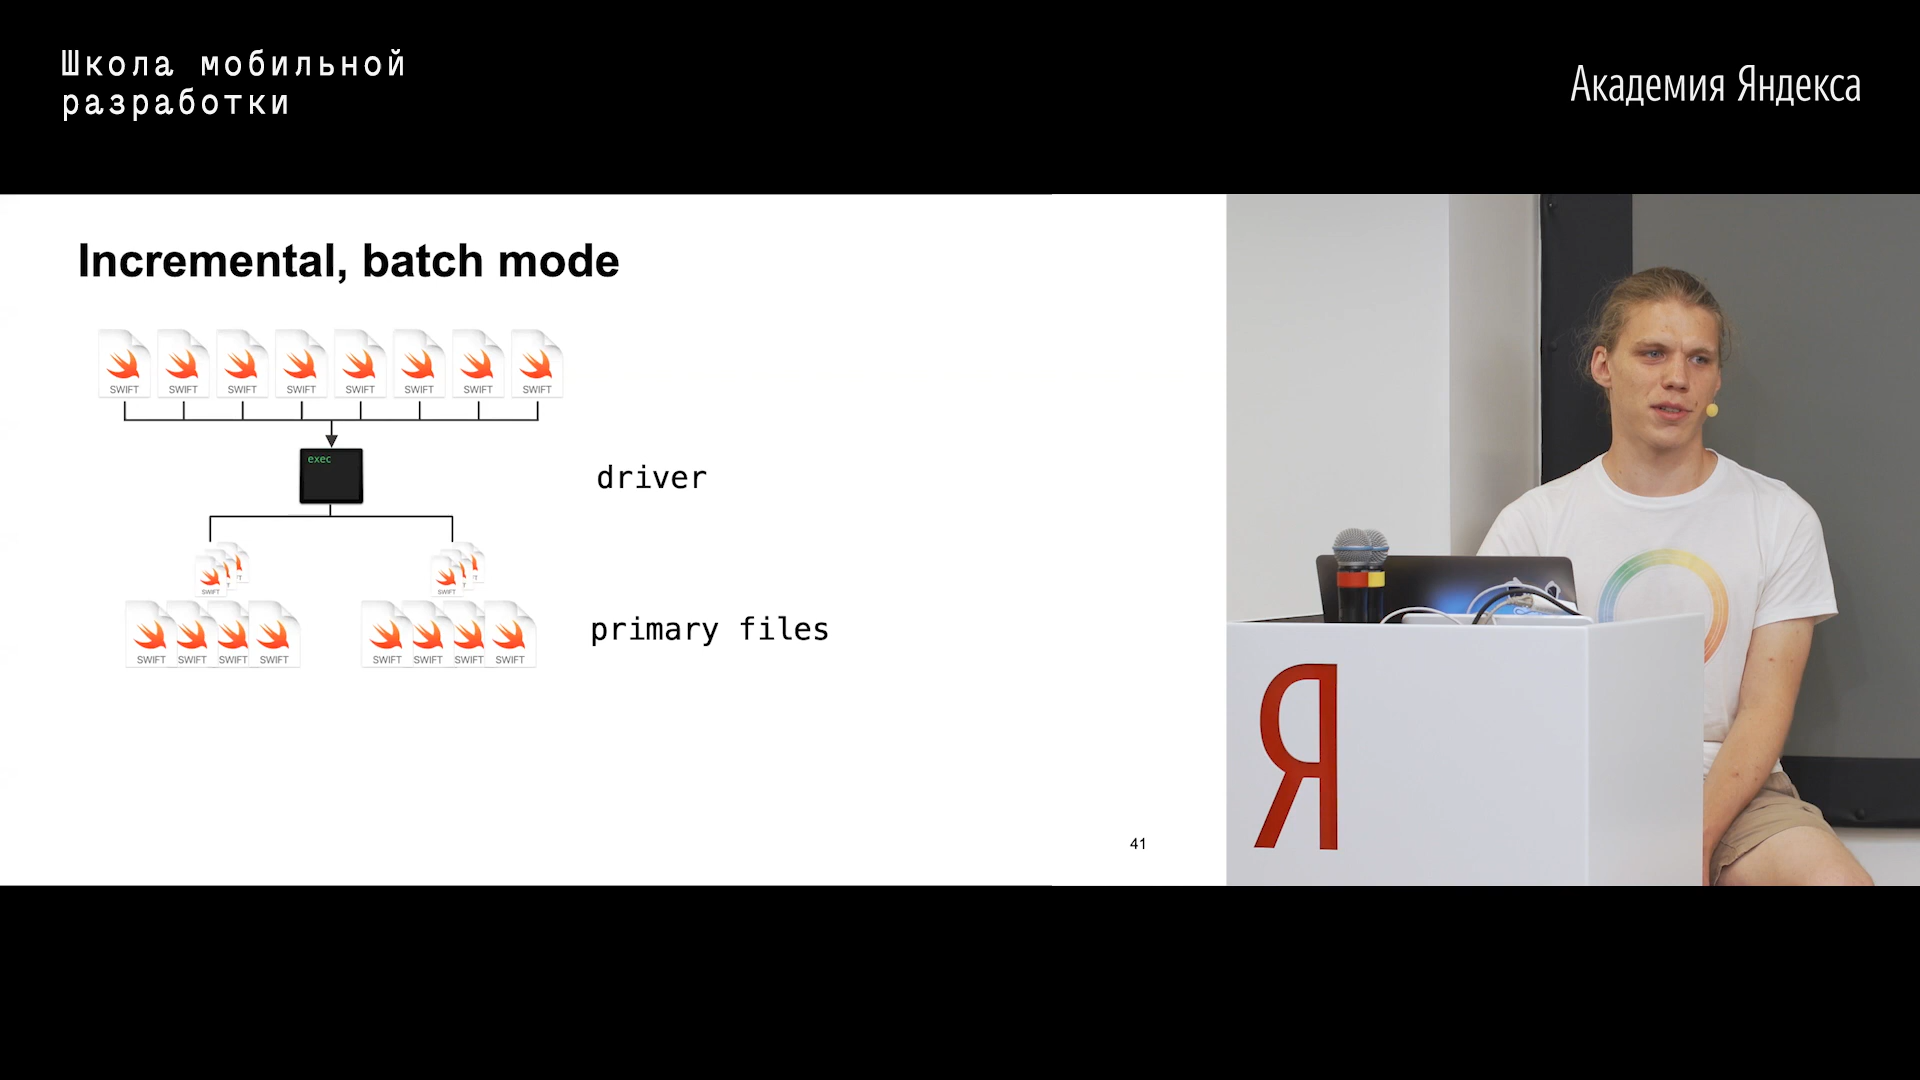 Школа мобильной
разработки
Академия Яндекса
Incremental, batch mode
SWIFT SWIFT SWIFT SWIFT SWIFT SWIFT SWIFT SWIFT
exec
driver
SWIFT T T SWIFT T
SWIFT SWIFT SWIFT SWIFT SWIFT SWIFT SWIFT SWIFT
primary files
41
Я